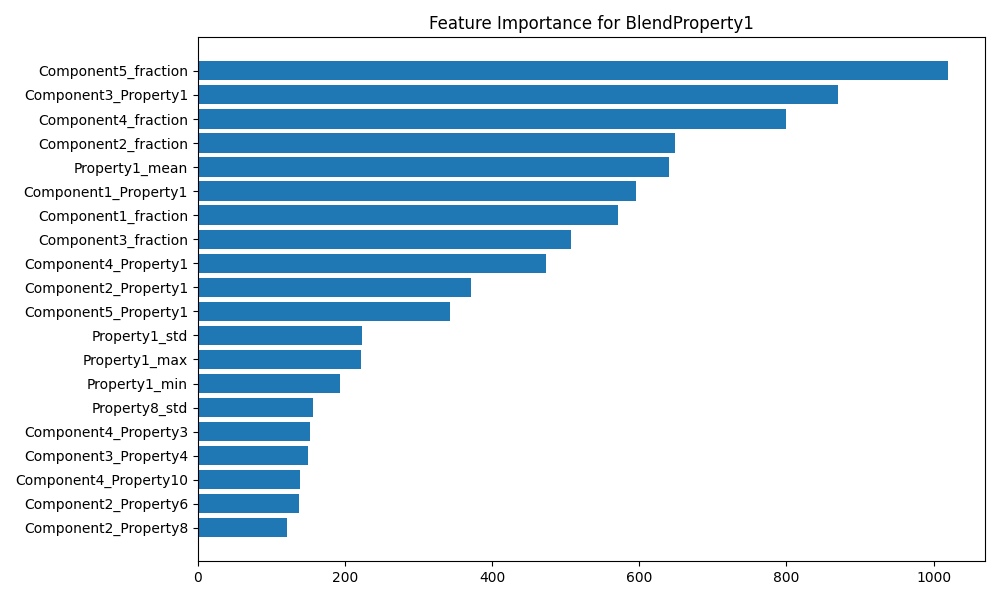 Feature Importance for BlendProperty1
Component5_fraction
Component3_Property1
Component4_fraction
Component2_fraction
Property1_mean
Component1_Property1
Component1_fraction
Component3_fraction
Component4_Property1
Component2_Property1
Component5_Property1
Property1_std
Property1_max
Property1_min
Property8_std
Component4_Property3
Component3_Property4
Component4_Property10
Component2_Property6
Component2_Property8
0 200 400 600 800 1000